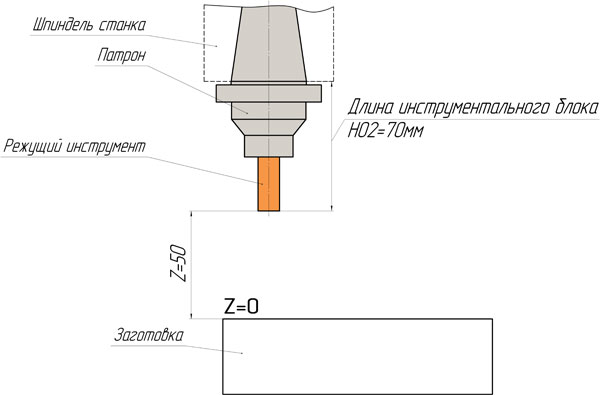 Шпиндель станка
Патрон
Длина инструментального блока
H02=70мм
Режущий инструмент
Z=50
Z=0
Заготовка